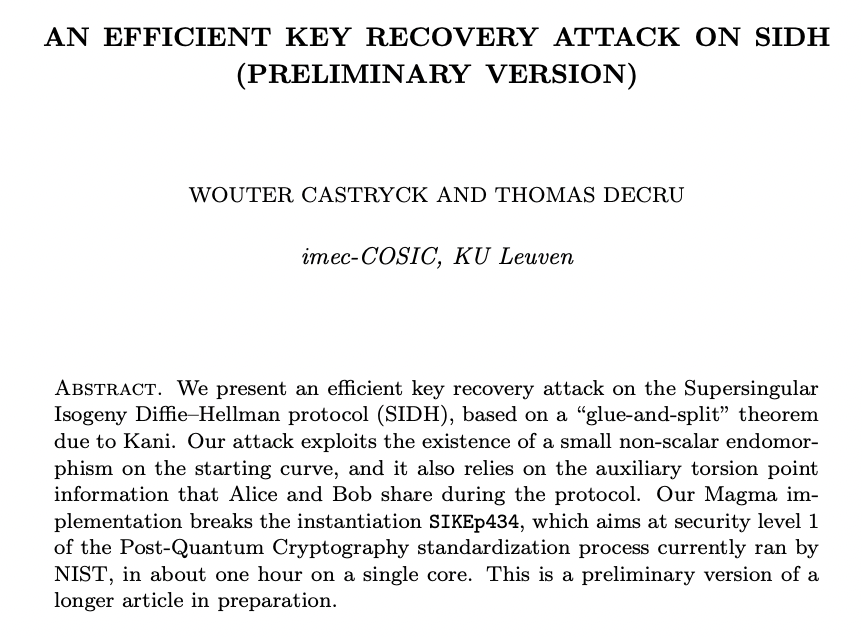 AN EFFICIENT KEY RECOVERY ATTACK ON SIDH
(PRELIMINARY VERSION)
WOUTER CASTRYCK AND THOMAS DECRU
imec-COSIC, KU Leuven
ABSTRACT. We present an efficient key recovery attack on the Supersingular
Isogeny Diffie–Hellman protocol (SIDH), based on a “glue-and-split” theorem
due to Kani. Our attack exploits the existence of a small non-scalar endomor-
phism on the starting curve, and it also relies on the auxiliary torsion point
information that Alice and Bob share during the protocol. Our Magma im-
plementation breaks the instantiation SIKEp434, which aims at security level 1
of the Post-Quantum Cryptography standardization process currently ran by
NIST, in about one hour on a single core. This is a preliminary version of a
longer article in preparation.